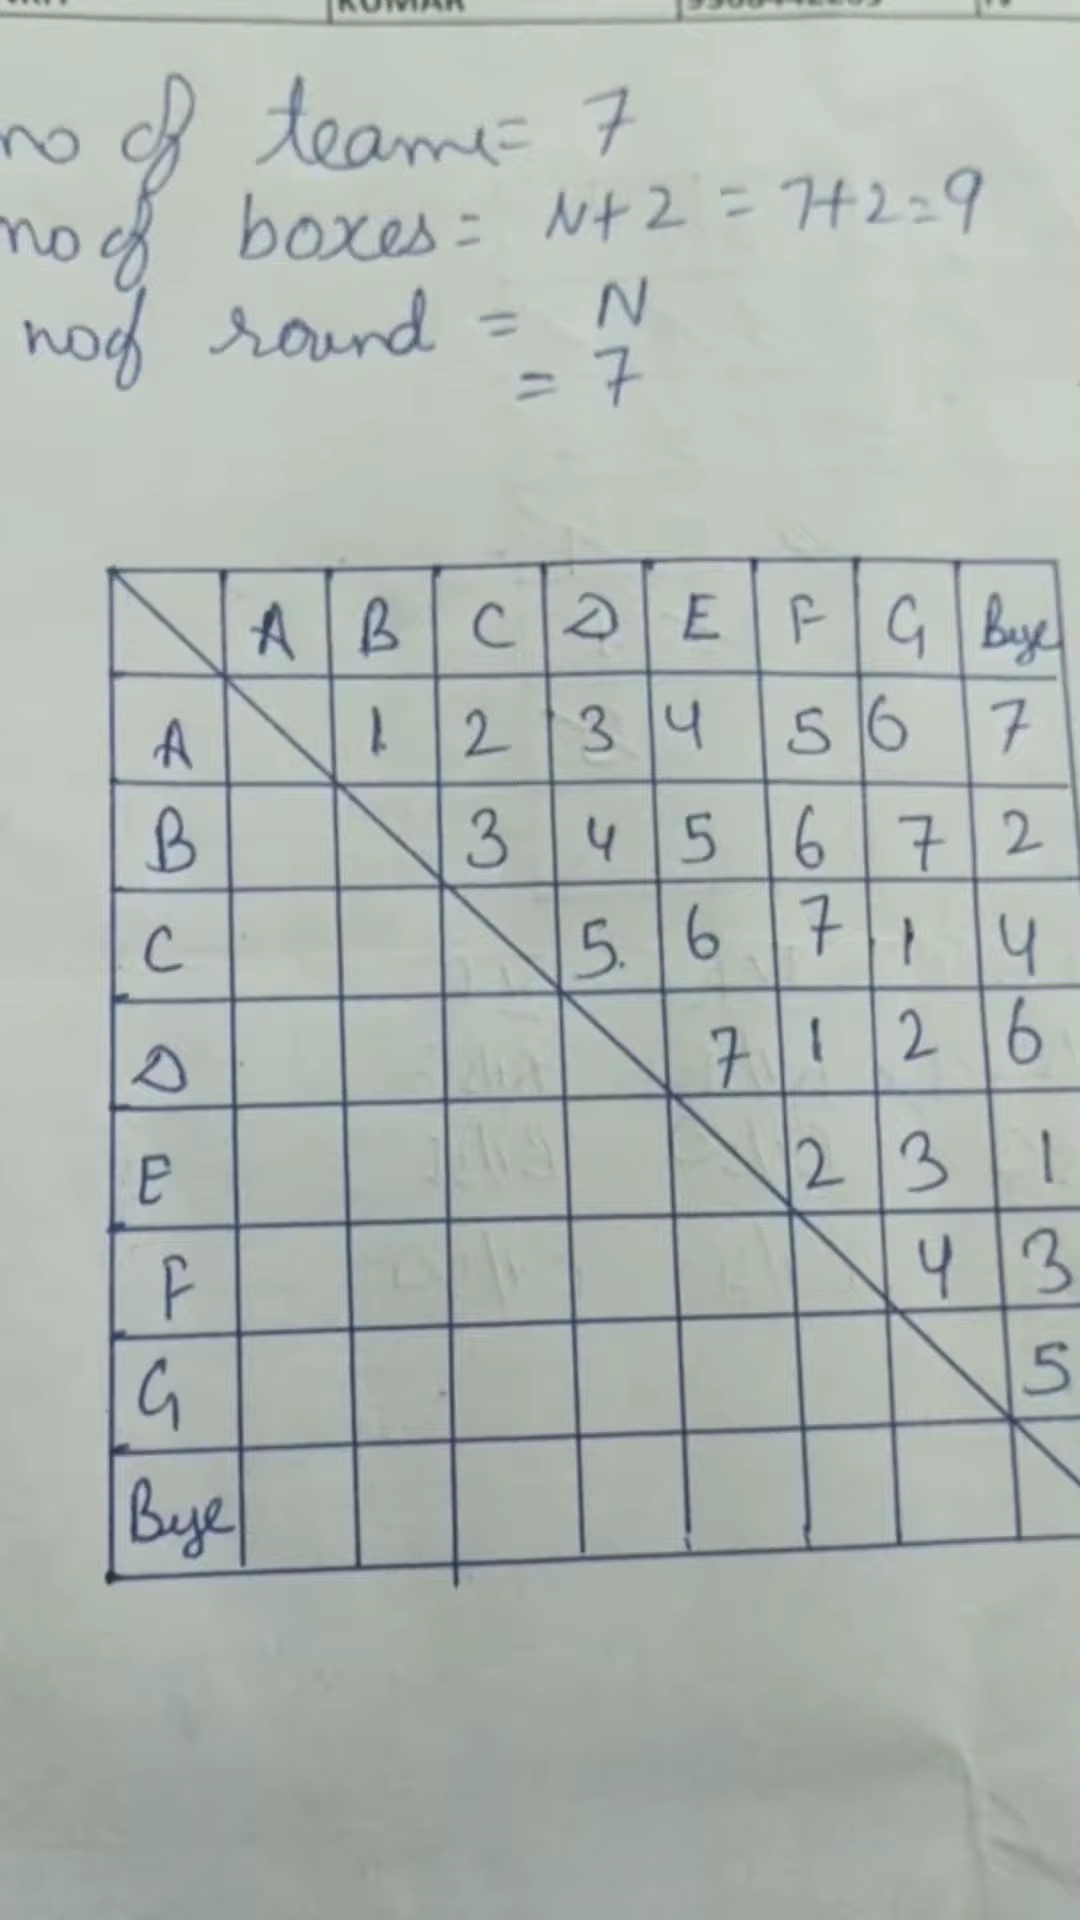 KUMAR
no of team = 7
no of boxes = N+2 = 7+2=9
no of round = N
= 7
A B C D E F G Bye
A 1 2 3 4 5 6 7
B 3 4 5 6 7 2
C 5. 6 7 1 4
D 7 1 2 6
E 2 3 1
F 4 3
G 5
Bye